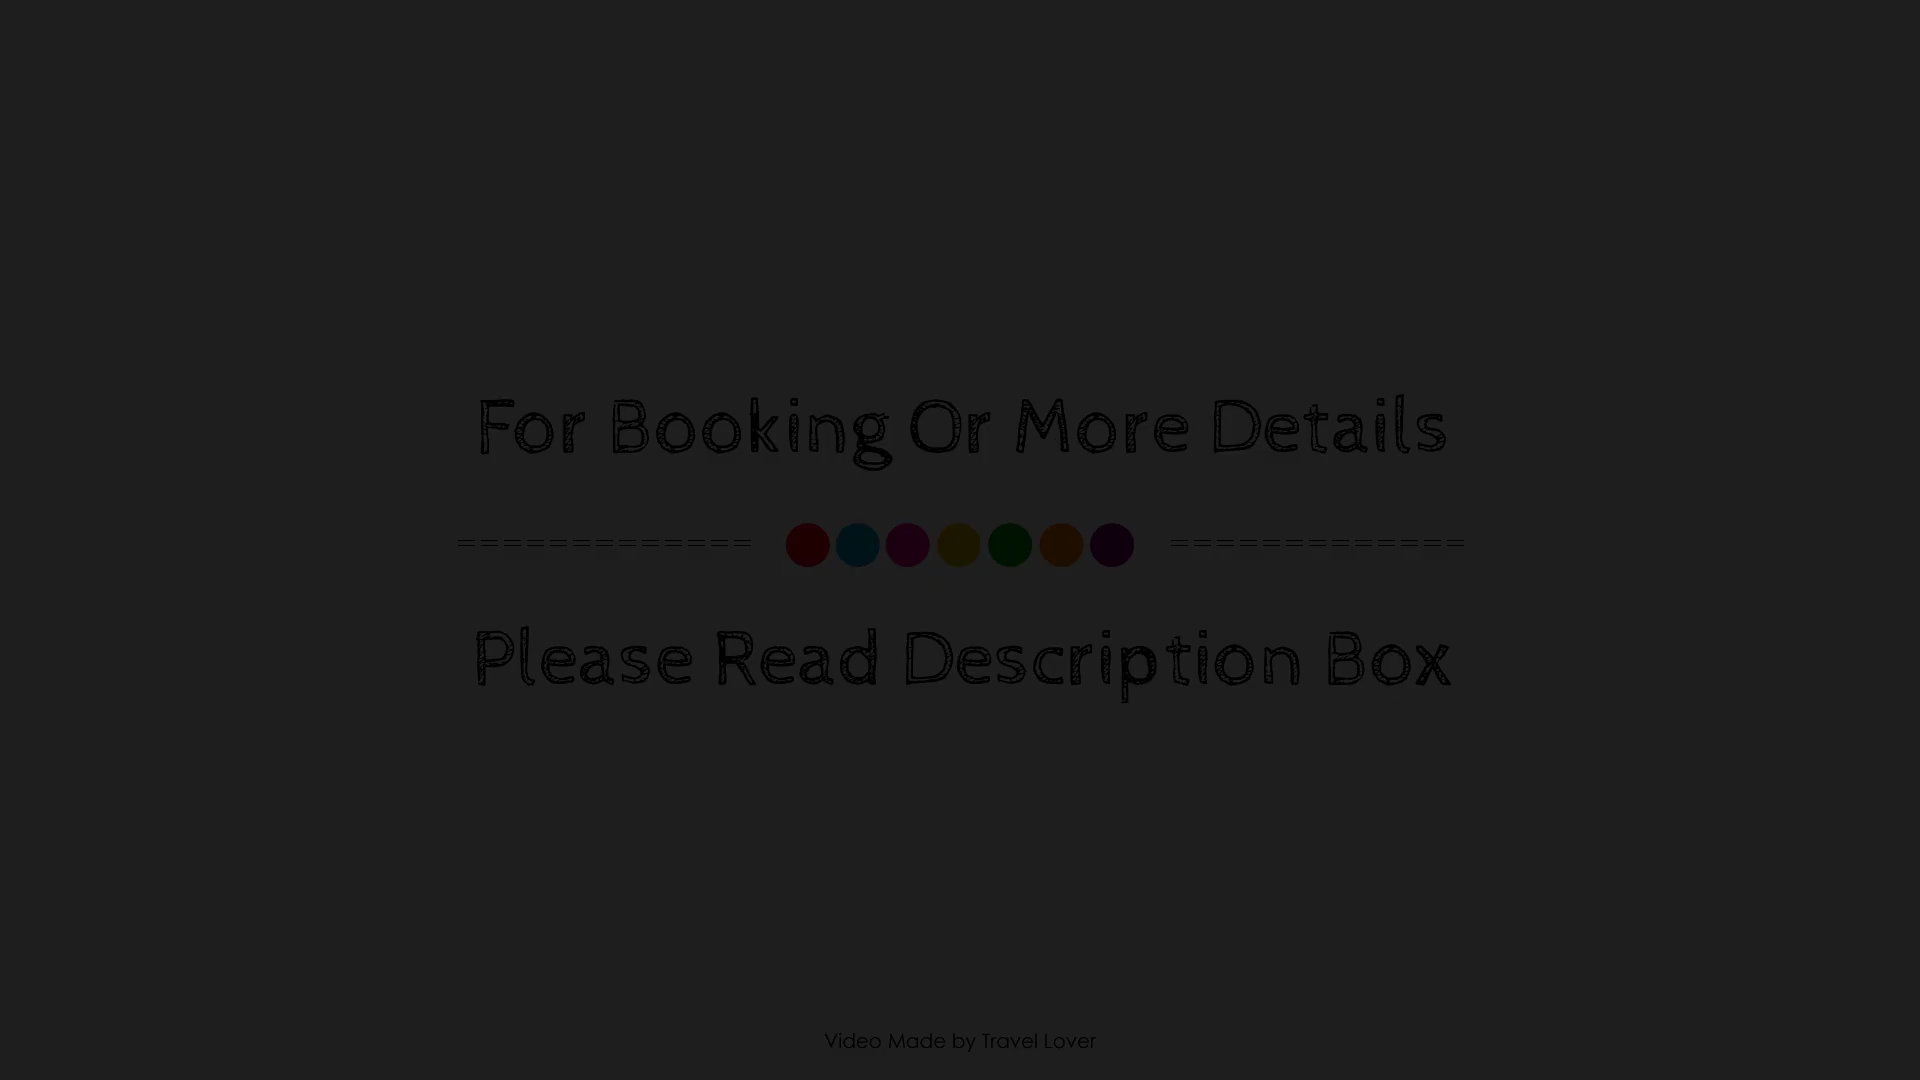 For Booking Or More Details
============= =============
Please Read Description Box
Video Made by Travel Lover